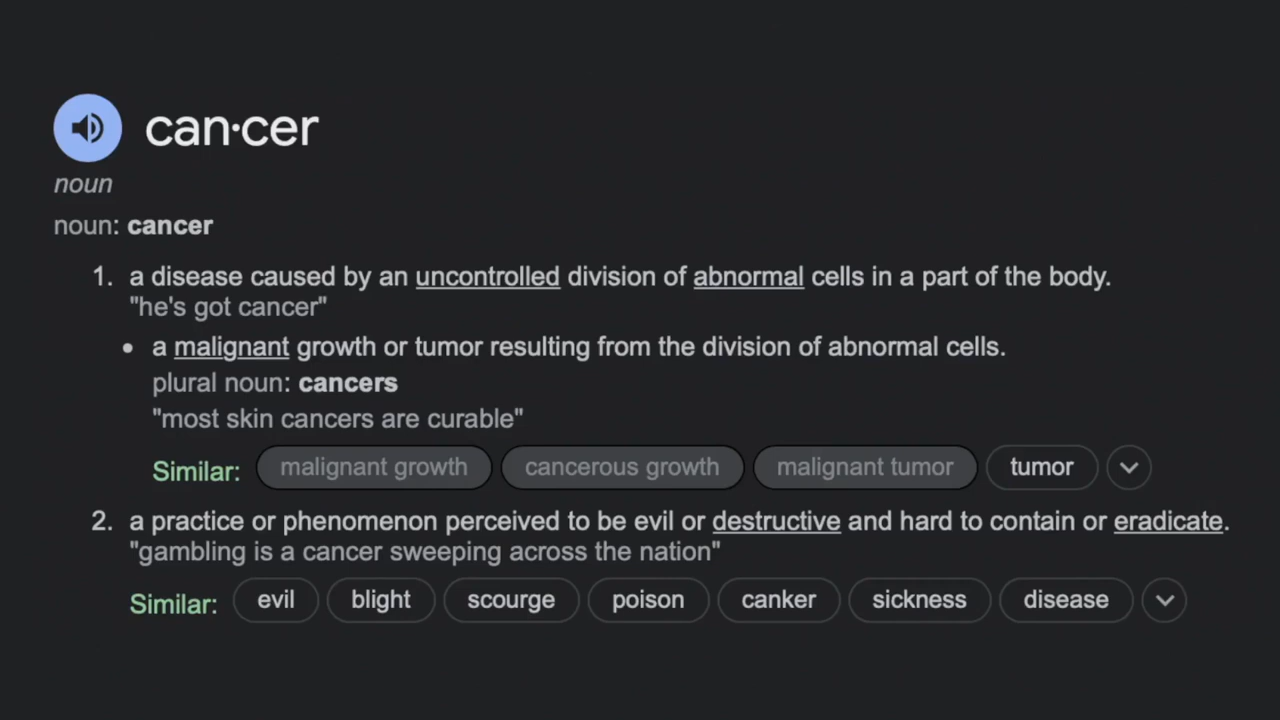 can·cer
noun
noun: cancer
1. a disease caused by an uncontrolled division of abnormal cells in a part of the body.
"he's got cancer"
• a malignant growth or tumor resulting from the division of abnormal cells.
plural noun: cancers
"most skin cancers are curable"
Similar: malignant growth cancerous growth malignant tumor tumor
2. a practice or phenomenon perceived to be evil or destructive and hard to contain or eradicate.
"gambling is a cancer sweeping across the nation"
Similar: evil blight scourge poison canker sickness disease